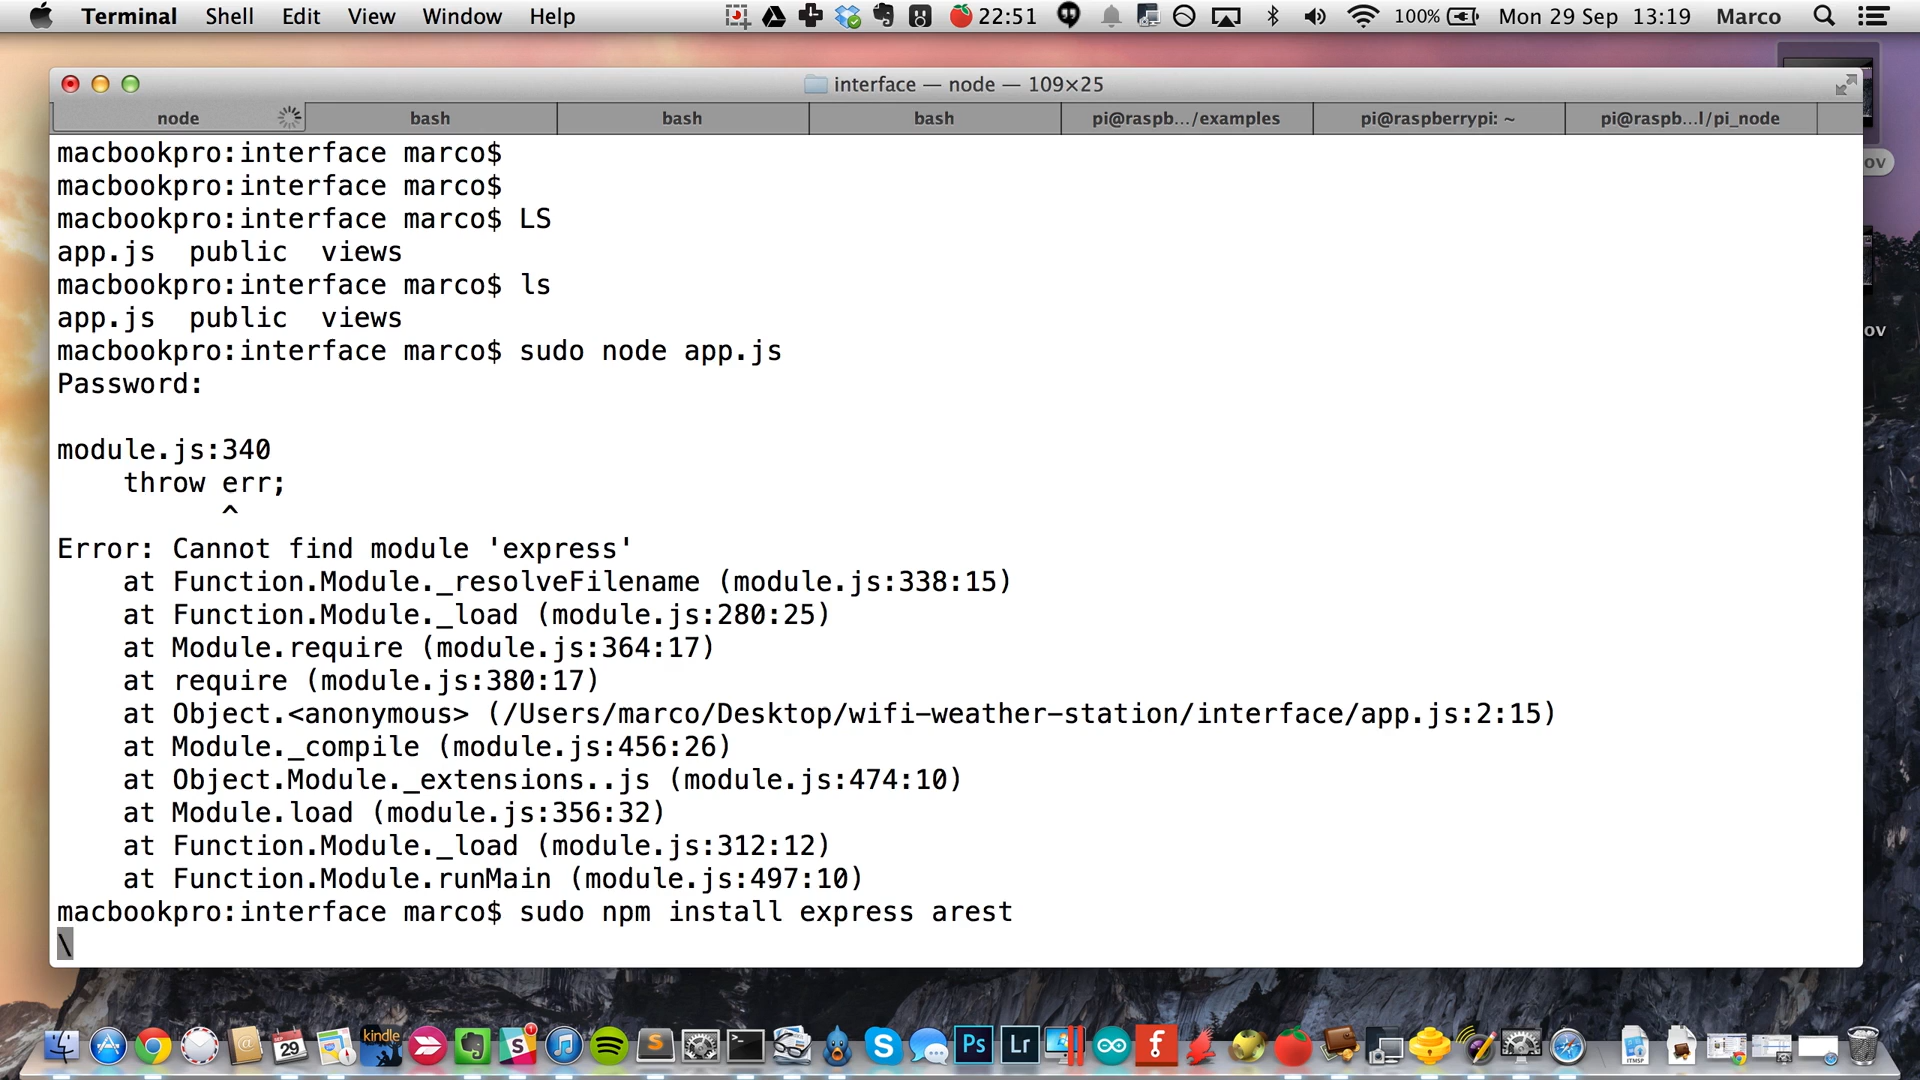 Terminal Shell Edit View Window Help 22:51 100% Mon 29 Sep 13:19 Marco
interface — node — 109×25
node bash bash bash pi@raspb.../examples pi@raspberrypi: ~ pi@raspb...l/pi_node
macbookpro:interface marco$
macbookpro:interface marco$
macbookpro:interface marco$ LS
app.js public views
macbookpro:interface marco$ ls
app.js public views
macbookpro:interface marco$ sudo node app.js
Password:
module.js:340
throw err;
^
Error: Cannot find module 'express'
at Function.Module._resolveFilename (module.js:338:15)
at Function.Module._load (module.js:280:25)
at Module.require (module.js:364:17)
at require (module.js:380:17)
at Object.<anonymous> (/Users/marco/Desktop/wifi-weather-station/interface/app.js:2:15)
at Module._compile (module.js:456:26)
at Object.Module._extensions..js (module.js:474:10)
at Module.load (module.js:356:32)
at Function.Module._load (module.js:312:12)
at Function.Module.runMain (module.js:497:10)
macbookpro:interface marco$ sudo npm install express arest
\
ov
ov
29 kindle S 1 S S Ps Lr f ITMSP